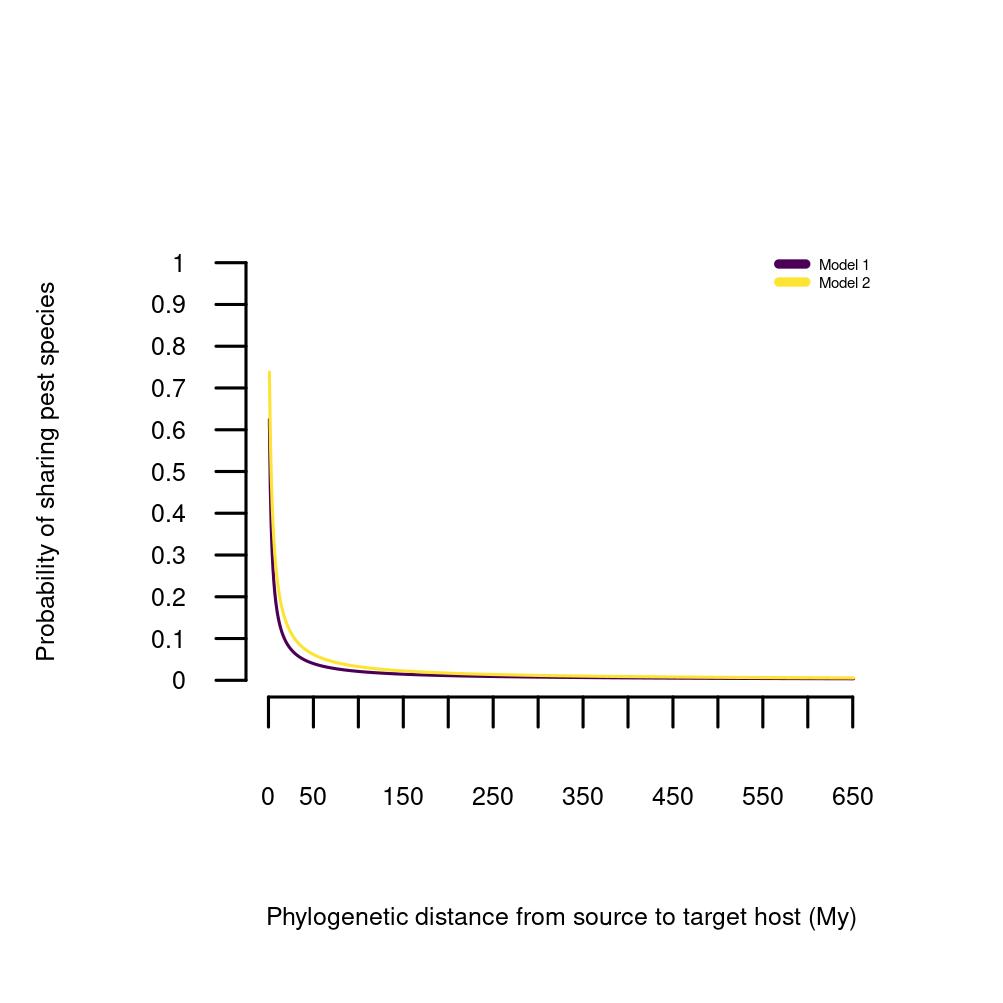 Probability of sharing pest species
1
0.9
0.8
0.7
0.6
0.5
0.4
0.3
0.2
0.1
0
Model 1
Model 2
0 50 150 250 350 450 550 650
Phylogenetic distance from source to target host (My)